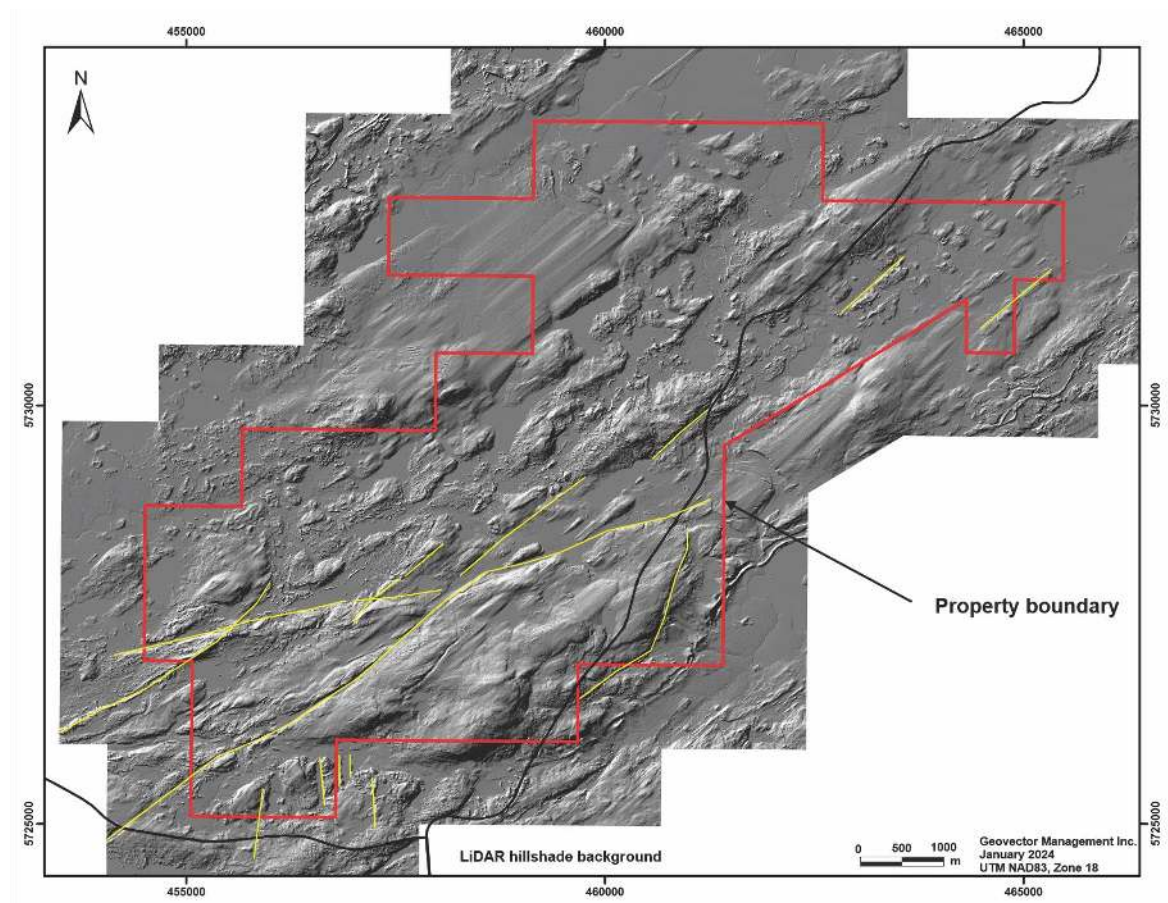 455000
460000
465000
N
5730000
5730000
Property boundary
5725000
5725000
LiDAR hillshade background
0 500 1000
m
Geovector Management Inc.
January 2024
UTM NAD83, Zone 18
455000
460000
465000